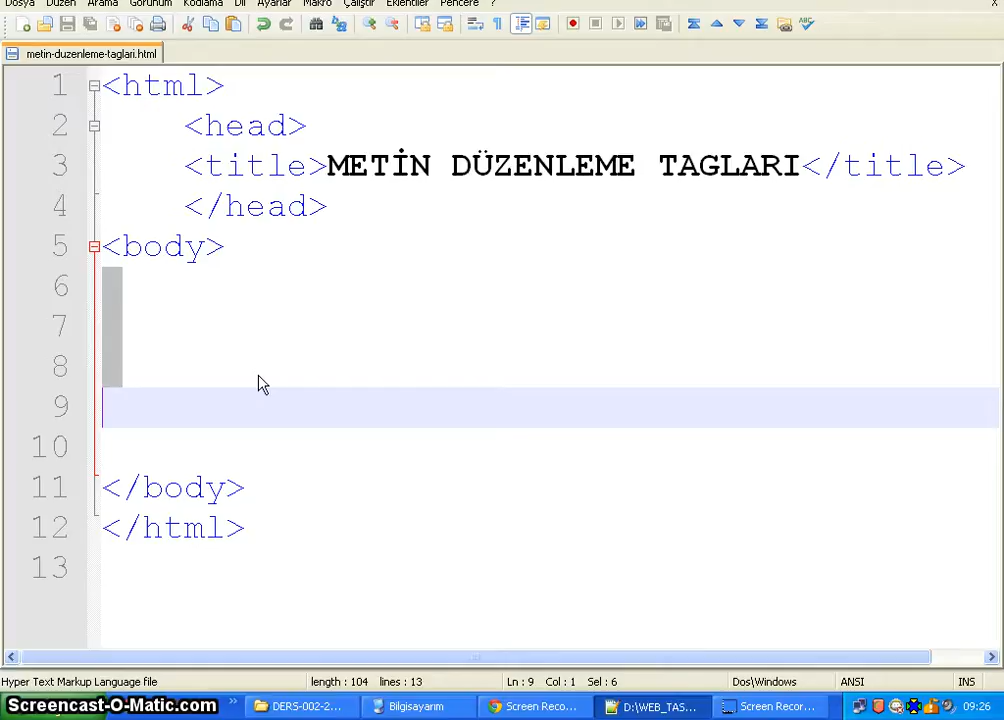 Dosya Düzen Arama Görünüm Kodlama Dil Ayarlar Makro Çalıştır Eklentiler Pencere ? X
metin-duzenleme-taglari.html
1 <html>
2 <head>
3 <title>METİN DÜZENLEME TAGLARI</title>
4 </head>
5 <body>
6
7
8
9
10
11 </body>
12 </html>
13
Hyper Text Markup Language file length : 104 lines : 13 Ln : 9 Col : 1 Sel : 6 Dos\Windows ANSI INS
Screencast-O-Matic.com » DERS-002-2... Bilgisayarım Screen Reco... D:\WEB_TAS... Screen Recor... 09:26